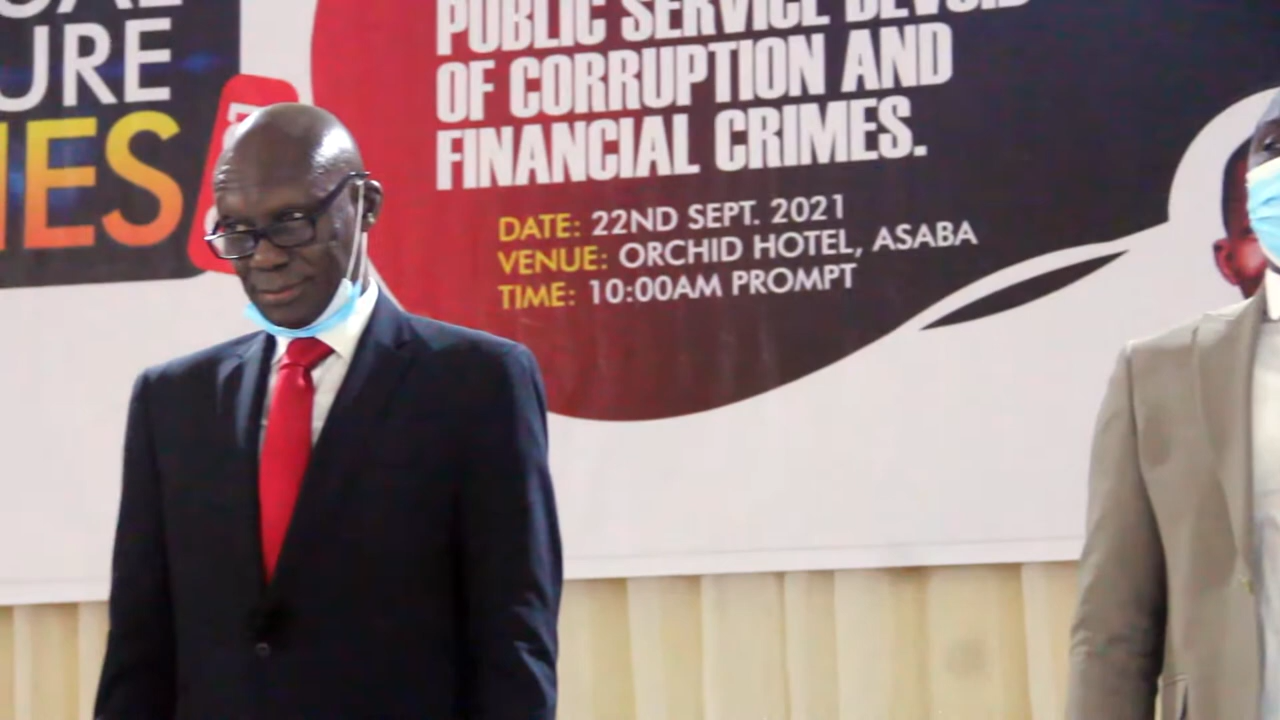 URE
PUBLIC SERVICE DEVOID
OF CORRUPTION AND
FINANCIAL CRIMES.
DATE: 22ND SEPT. 2021
VENUE: ORCHID HOTEL, ASABA
TIME: 10:00AM PROMPT